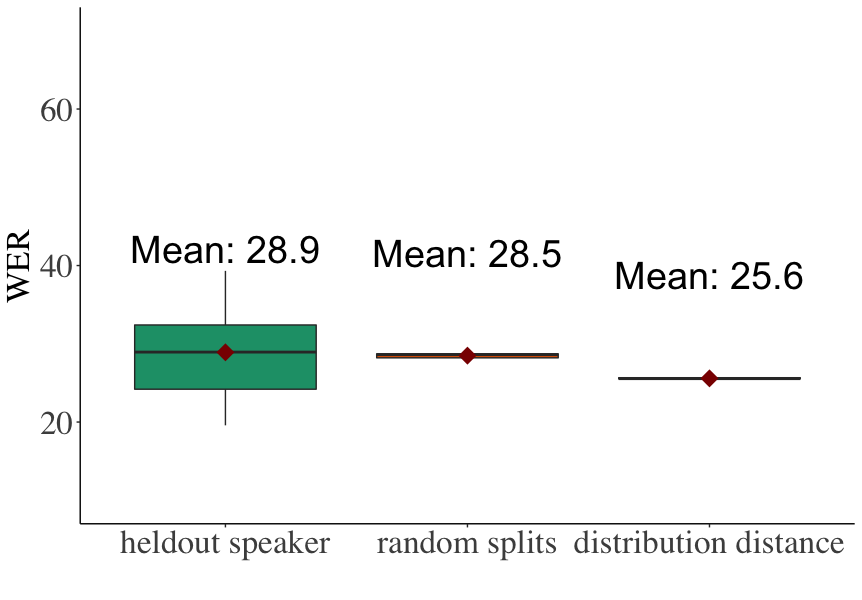 WER
60
40
20
Mean: 28.9
Mean: 28.5
Mean: 25.6
heldout speaker
random splits
distribution distance